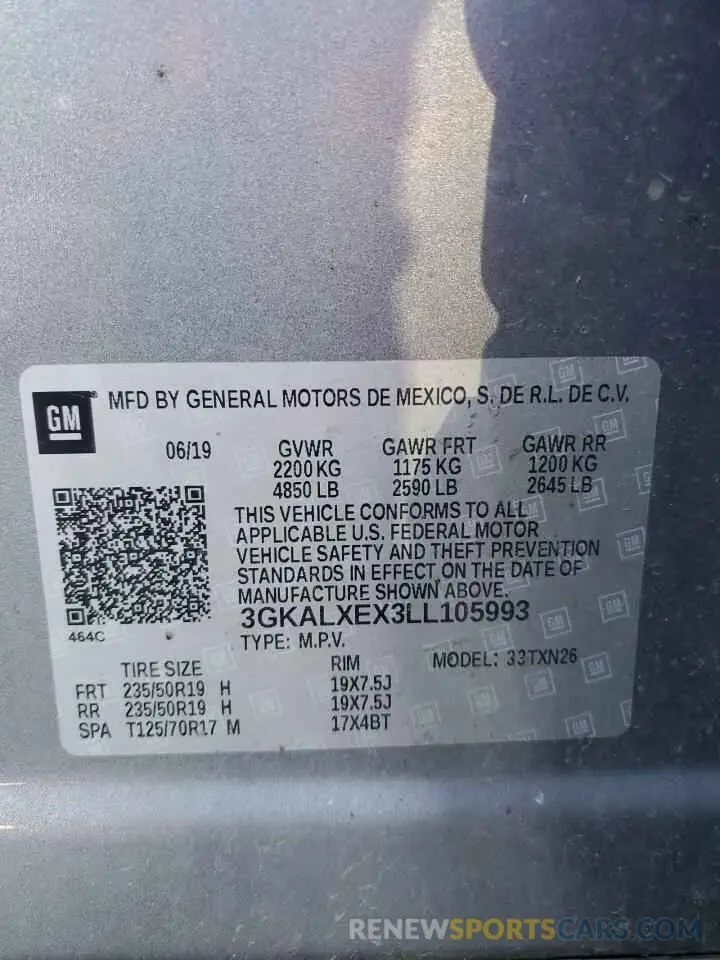 GM
MFD BY GENERAL MOTORS DE MEXICO, S. DE R.L. DE C.V.
06/19 GVWR GAWR FRT GAWR RR
2200 KG 1175 KG 1200 KG
4850 LB 2590 LB 2645 LB
THIS VEHICLE CONFORMS TO ALL
APPLICABLE U.S. FEDERAL MOTOR
VEHICLE SAFETY AND THEFT PREVENTION
STANDARDS IN EFFECT ON THE DATE OF
MANUFACTURE SHOWN ABOVE.
3GKALXEX3LL105993
464C
TYPE: M.P.V.
TIRE SIZE RIM MODEL: 33TXN26
FRT 235/50R19 H 19X7.5J
RR 235/50R19 H 19X7.5J
SPA T125/70R17 M 17X4BT
RENEWSPORTSCARS.COM